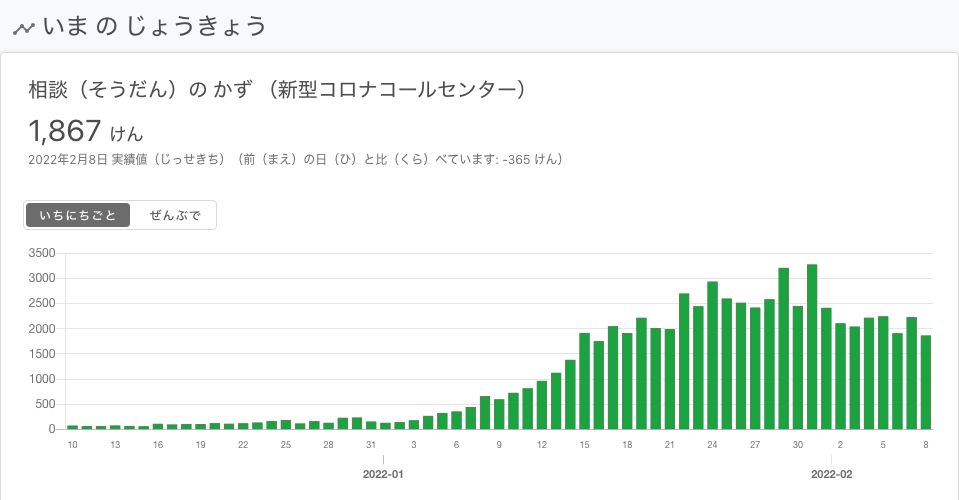 いま の じょうきょう
相談（そうだん）の かず （新型コロナコールセンター）
1,867 けん
2022年2月8日 実績値（じっせきち）（前（まえ）の日（ひ）と比（くら）べています: -365 けん）
いちにちごと ぜんぶで
3500
3000
2500
2000
1500
1000
500
0
10 13 16 19 22 25 28 31 3 6 9 12 15 18 21 24 27 30 2 5 8
2022-01 2022-02